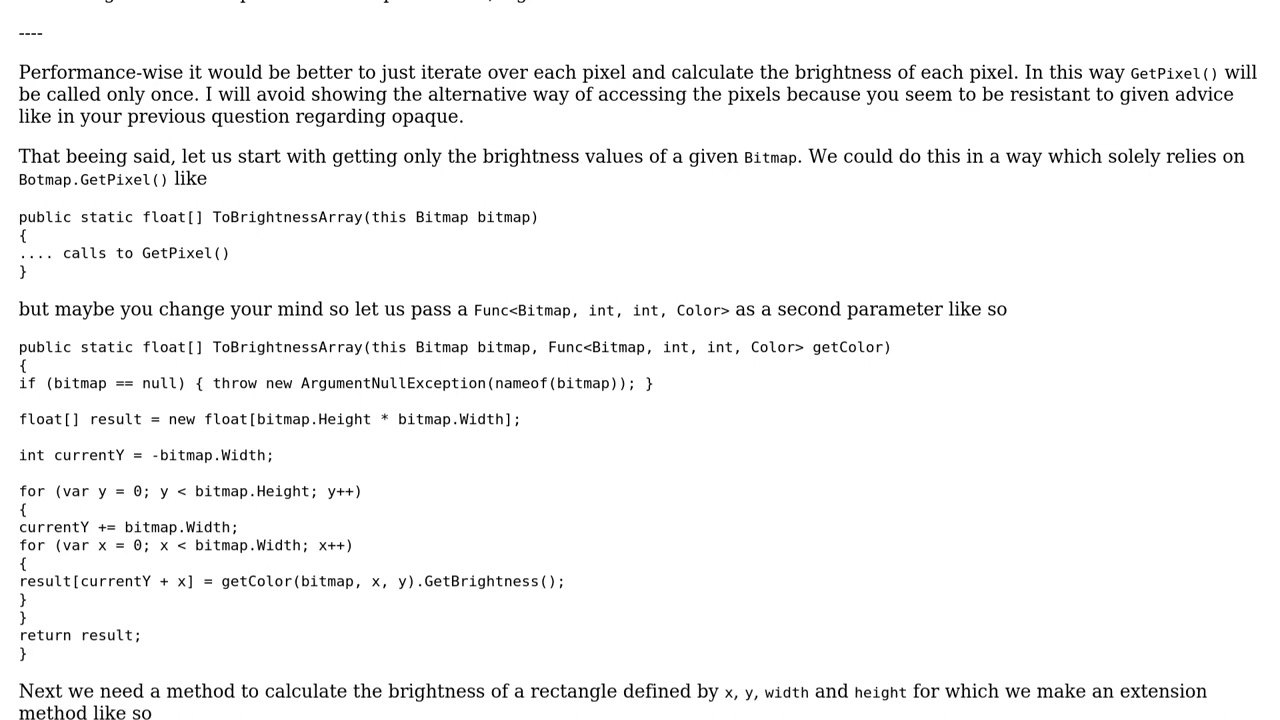 ----
Performance-wise it would be better to just iterate over each pixel and calculate the brightness of each pixel. In this way GetPixel() will
be called only once. I will avoid showing the alternative way of accessing the pixels because you seem to be resistant to given advice
like in your previous question regarding opaque.
That beeing said, let us start with getting only the brightness values of a given Bitmap. We could do this in a way which solely relies on
Botmap.GetPixel() like
public static float[] ToBrightnessArray(this Bitmap bitmap)
{
.... calls to GetPixel()
}
but maybe you change your mind so let us pass a Func<Bitmap, int, int, Color> as a second parameter like so
public static float[] ToBrightnessArray(this Bitmap bitmap, Func<Bitmap, int, int, Color> getColor)
{
if (bitmap == null) { throw new ArgumentNullException(nameof(bitmap)); }
float[] result = new float[bitmap.Height * bitmap.Width];
int currentY = -bitmap.Width;
for (var y = 0; y < bitmap.Height; y++)
{
currentY += bitmap.Width;
for (var x = 0; x < bitmap.Width; x++)
{
result[currentY + x] = getColor(bitmap, x, y).GetBrightness();
}
}
return result;
}
Next we need a method to calculate the brightness of a rectangle defined by x, y, width and height for which we make an extension
method like so